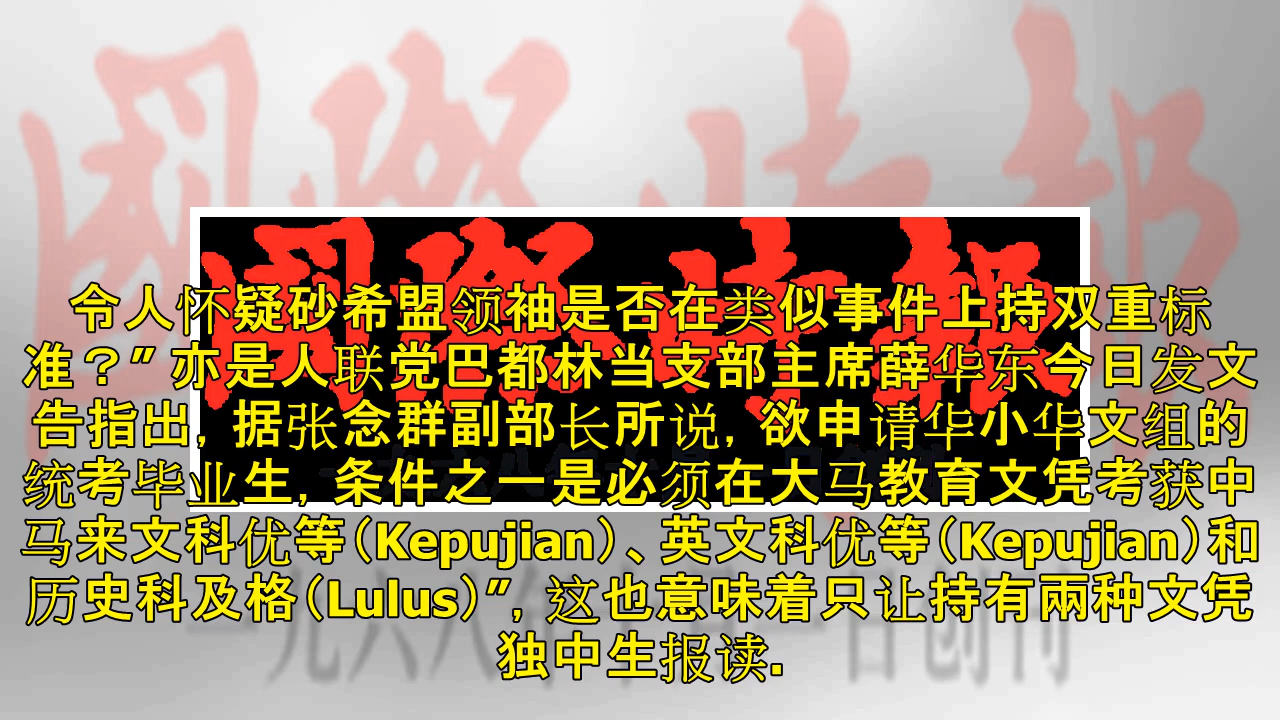 國際时报
令人怀疑砂希盟领袖是否在类似事件上持双重标
准？” 亦是人联党巴都林当支部主席薛华东今日发文
告指出, 据张念群副部长所说, 欲申请华小华文组的
统考毕业生, 条件之一是必须在大马教育文凭考获中
马来文科优等(Kepujian)、英文科优等(Kepujian)和
历史科及格(Lulus)”, 这也意味着只让持有兩种文凭
独中生报读.